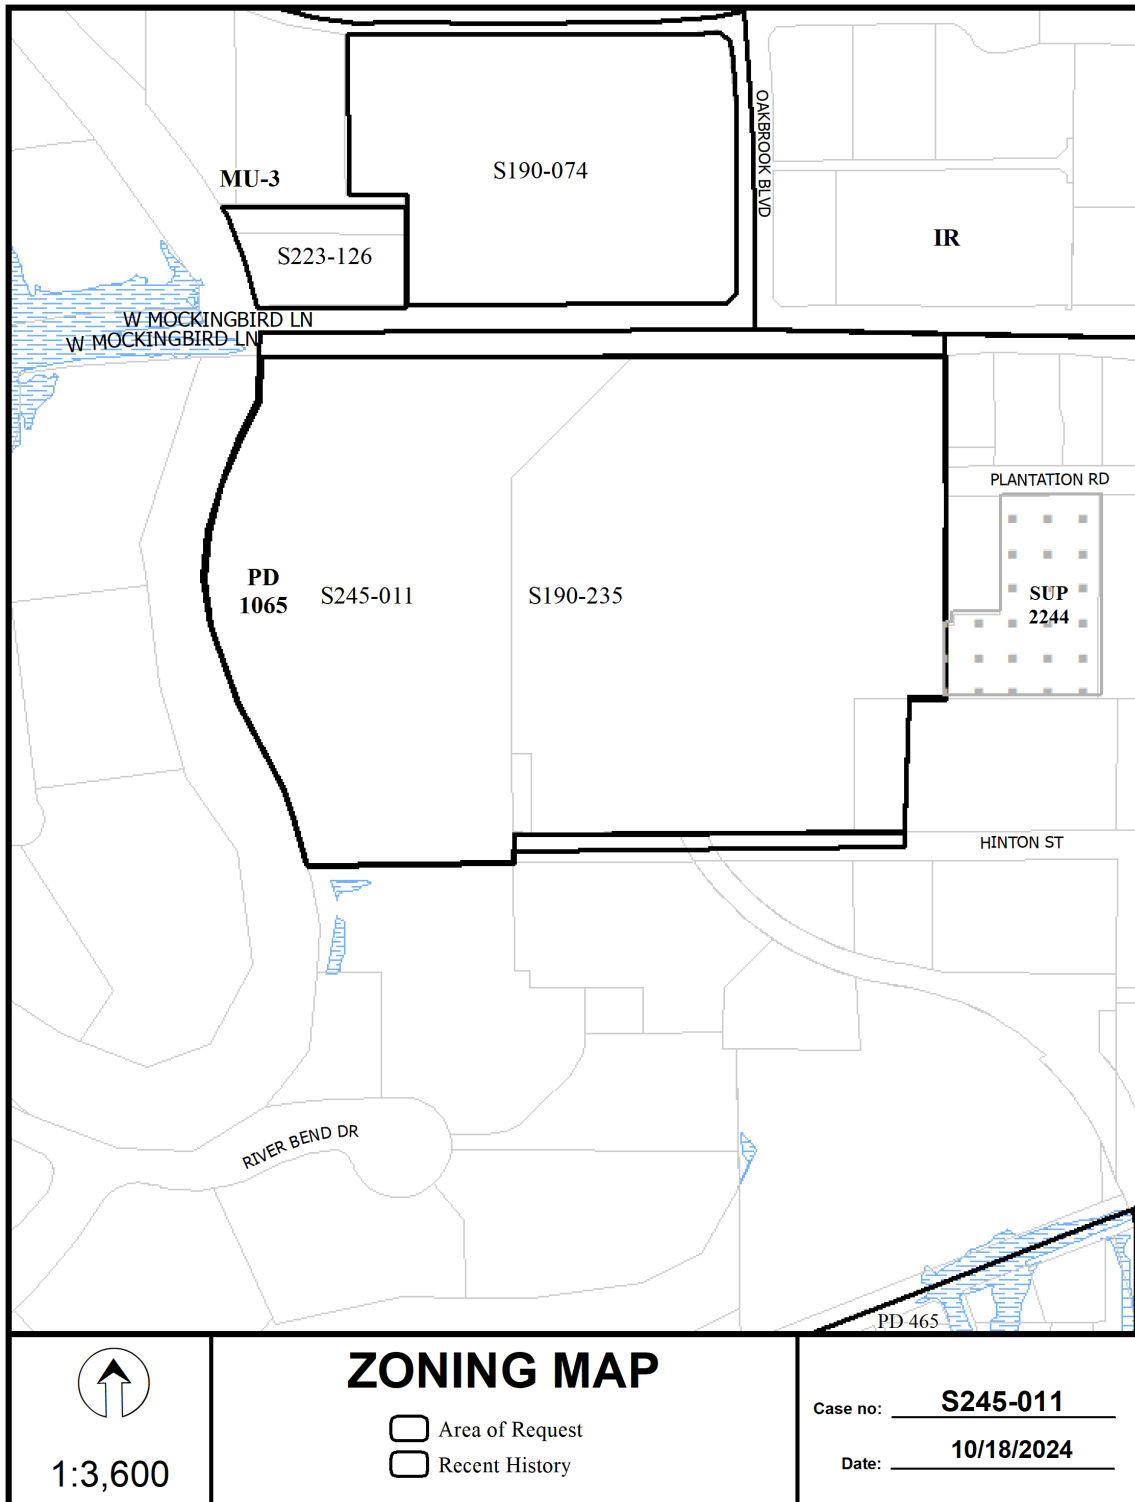 OAKBROOK BLVD
S190-074
MU-3
IR
S223-126
W MOCKINGBIRD LN
W MOCKINGBIRD LN
PLANTATION RD
PD
1065
S245-011
S190-235
SUP
2244
HINTON ST
RIVER BEND DR
PD 465
1:3,600
ZONING MAP
Area of Request
Recent History
Case no: S245-011
Date: 10/18/2024